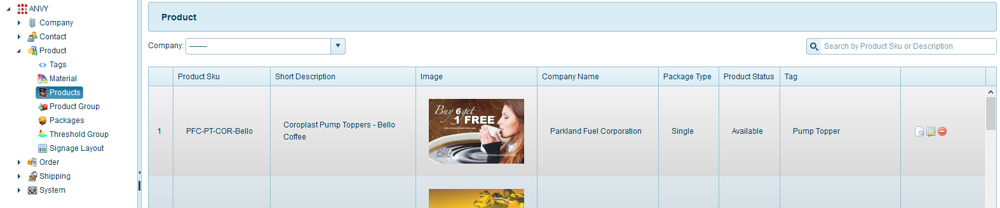 ANVY
Company
Contact
Product
Tags
Material
Products
Product Group
Packages
Threshold Group
Signage Layout
Order
Shipping
System
Product
Company: -------
Search by Product Sku or Description
Product Sku Short Description Image Company Name Package Type Product Status Tag
1 PFC-PT-COR-Bello
Coroplast Pump Toppers - Bello
Coffee
Buy 6 get
1 FREE
Bello
Parkland Fuel Corporation Single Available Pump Topper